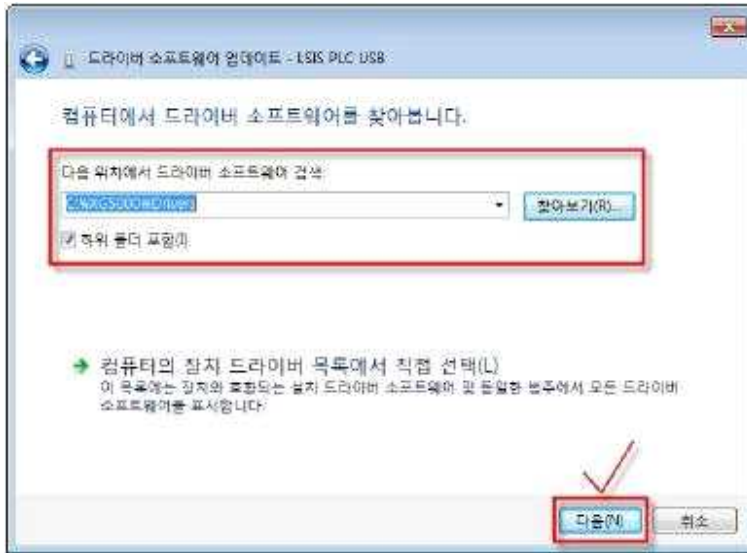 드라이버 소프트웨어 업데이트 - LSIS PLC USB
컴퓨터에서 드라이버 소프트웨어를 찾아봅니다.
다음 위치에서 드라이버 소프트웨어 검색:
찾아보기(R)...
하위 폴더 포함(I)
컴퓨터의 장치 드라이버 목록에서 직접 선택(L)
이 목록에는 장치와 호환되는 설치 드라이버 소프트웨어 및 동일한 범주에서 모든 드라이버
소프트웨어를 표시합니다.
다음(N) 취소